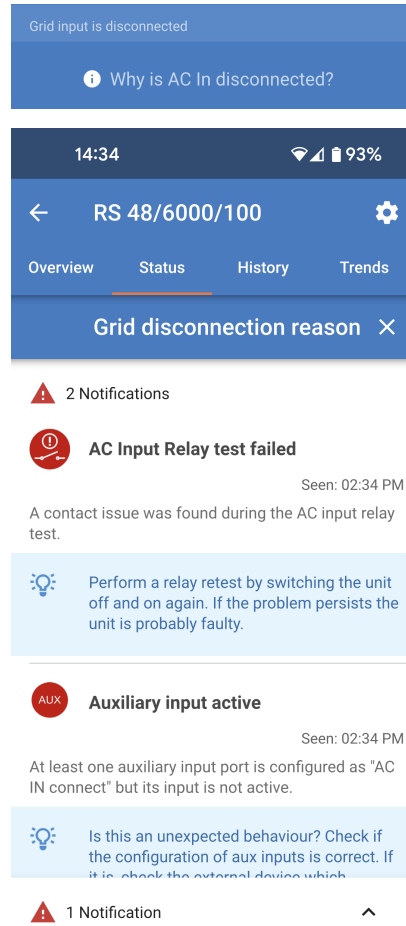 Grid input is disconnected
Why is AC In disconnected?
14:34 93%
RS 48/6000/100
Overview Status History Trends
Grid disconnection reason
2 Notifications
AC Input Relay test failed
Seen: 02:34 PM
A contact issue was found during the AC input relay
test.
Perform a relay retest by switching the unit
off and on again. If the problem persists the
unit is probably faulty.
AUX Auxiliary input active
Seen: 02:34 PM
At least one auxiliary input port is configured as "AC
IN connect" but its input is not active.
Is this an unexpected behaviour? Check if
the configuration of aux inputs is correct. If
it is, check the external device which
1 Notification